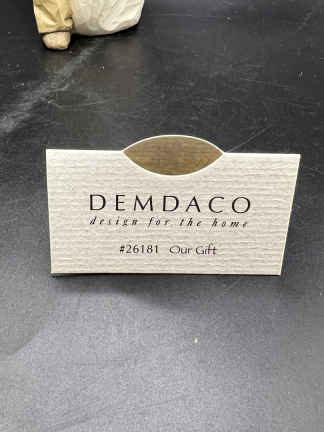 DEMDACO
design for the home
#26181 Our Gift